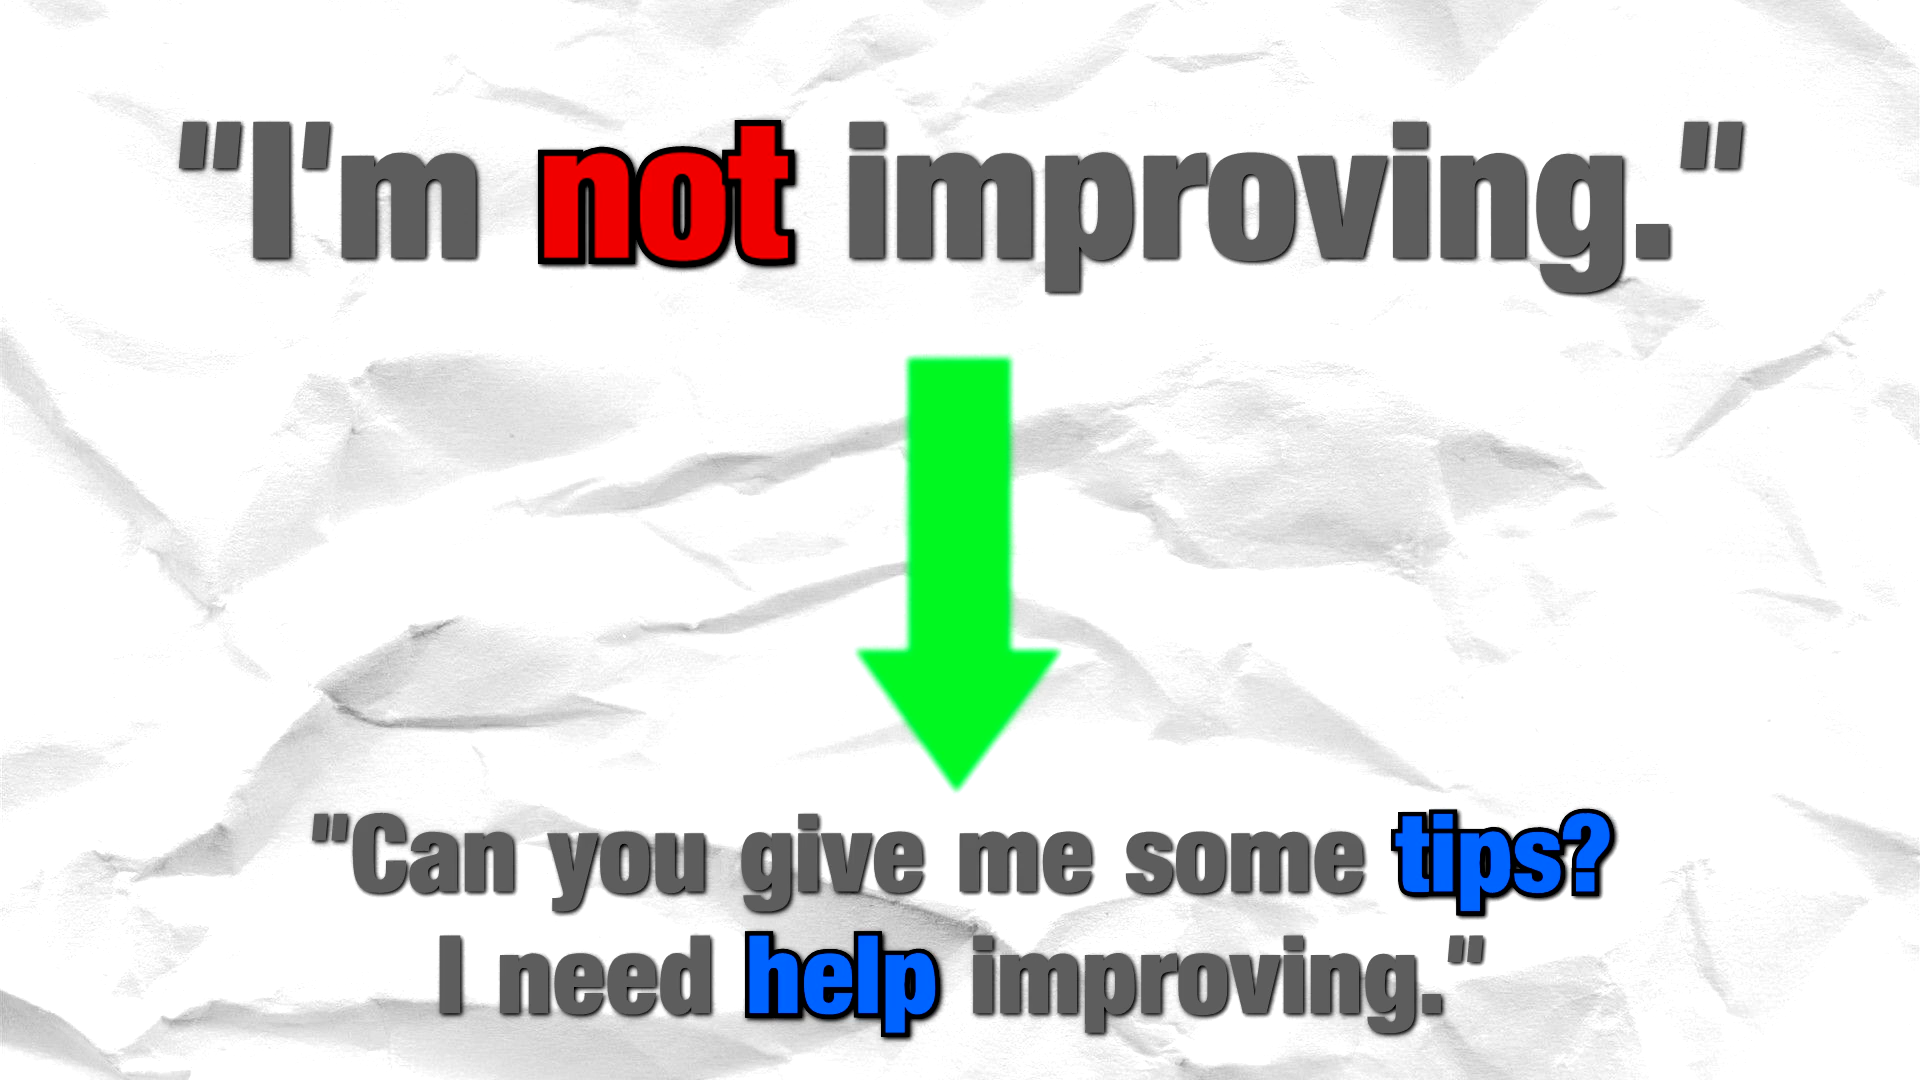 "I'm not improving."
"Can you give me some tips?
I need help improving."